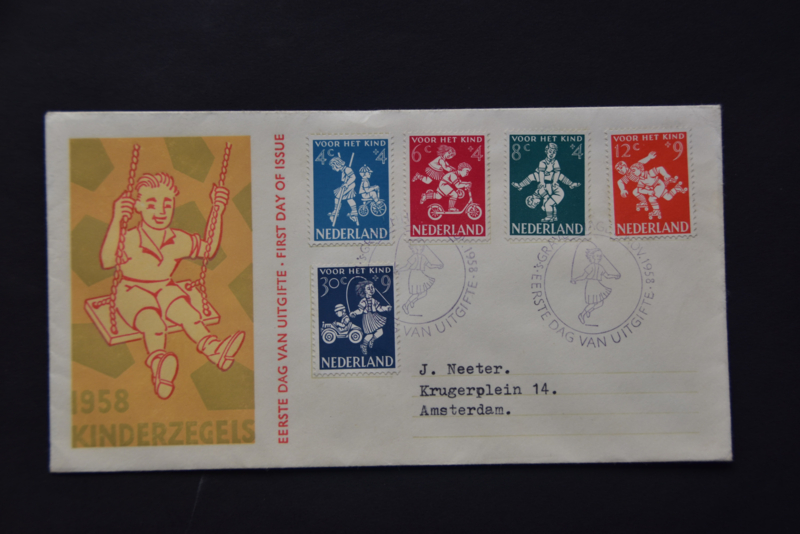 1958
KINDERZEGELS
EERSTE DAG VAN UITGIFTE · FIRST DAY OF ISSUE
VOOR HET KIND
4c +4
NEDERLAND
VOOR HET KIND
6c +4
NEDERLAND
VOOR HET KIND
8c +4
NEDERLAND
VOOR HET KIND
12c +9
NEDERLAND
VOOR HET KIND
30c +9
NEDERLAND
VAN UITGIFTE
1958
EERSTE DAG VAN UITGIFTE
J. Neeter.
Krugerplein 14.
Amsterdam.